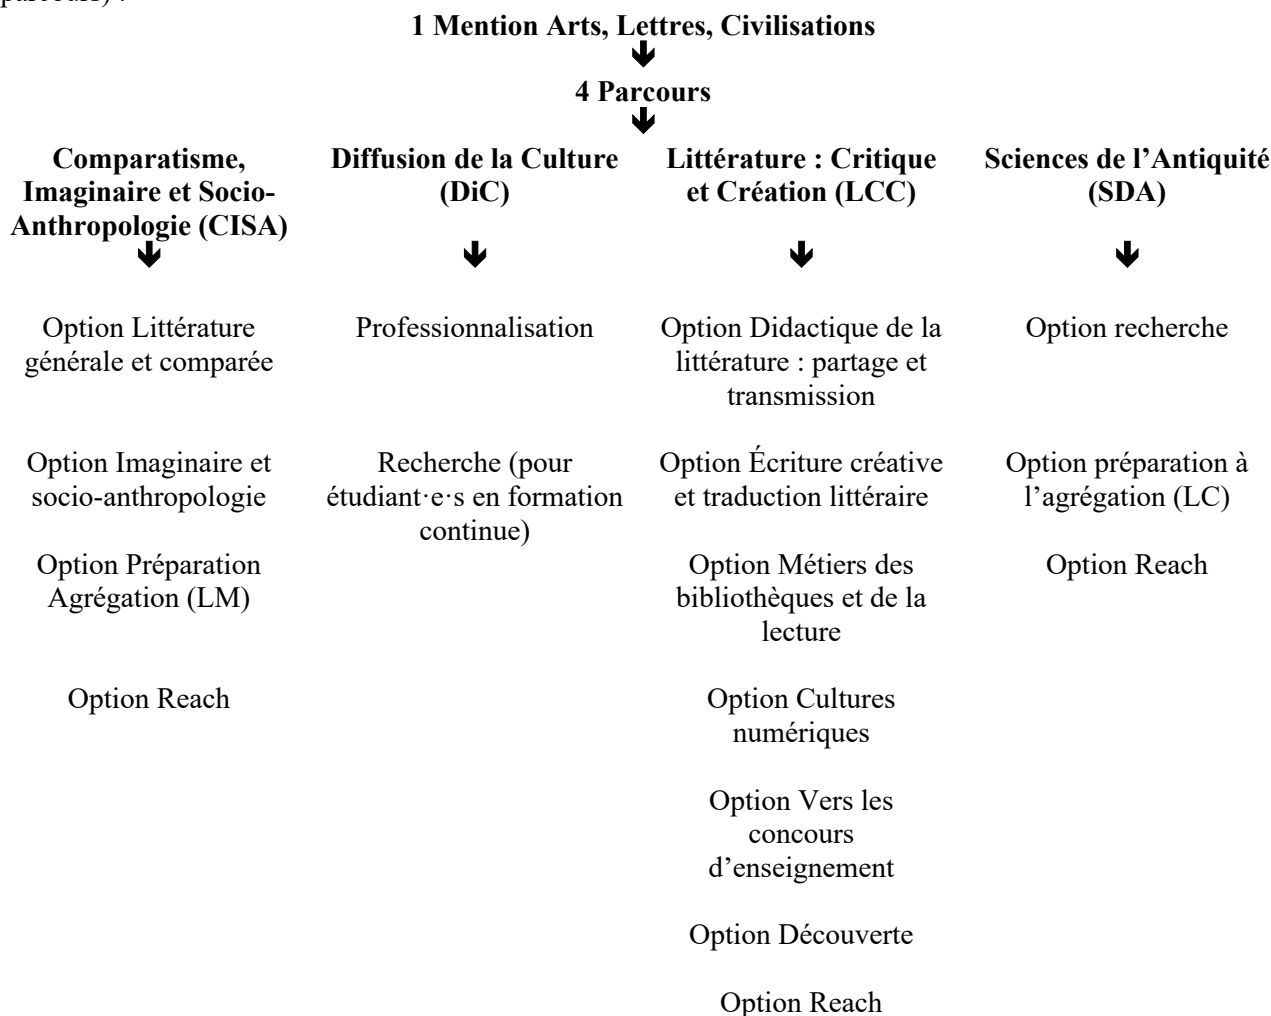 1 Mention Arts, Lettres, Civilisations
4 Parcours
Comparatisme,
Imaginaire et Socio-
Anthropologie (CISA)
Diffusion de la Culture
(DiC)
Littérature : Critique
et Création (LCC)
Sciences de l’Antiquité
(SDA)
Option Littérature
générale et comparée
Professionnalisation
Option Didactique de la
littérature : partage et
transmission
Option recherche
Option Imaginaire et
socio-anthropologie
Recherche (pour
étudiant·e·s en formation
continue)
Option Écriture créative
et traduction littéraire
Option préparation à
l’agrégation (LC)
Option Préparation
Agrégation (LM)
Option Métiers des
bibliothèques et de la
lecture
Option Reach
Option Reach
Option Cultures
numériques
Option Vers les
concours
d’enseignement
Option Découverte
Option Reach